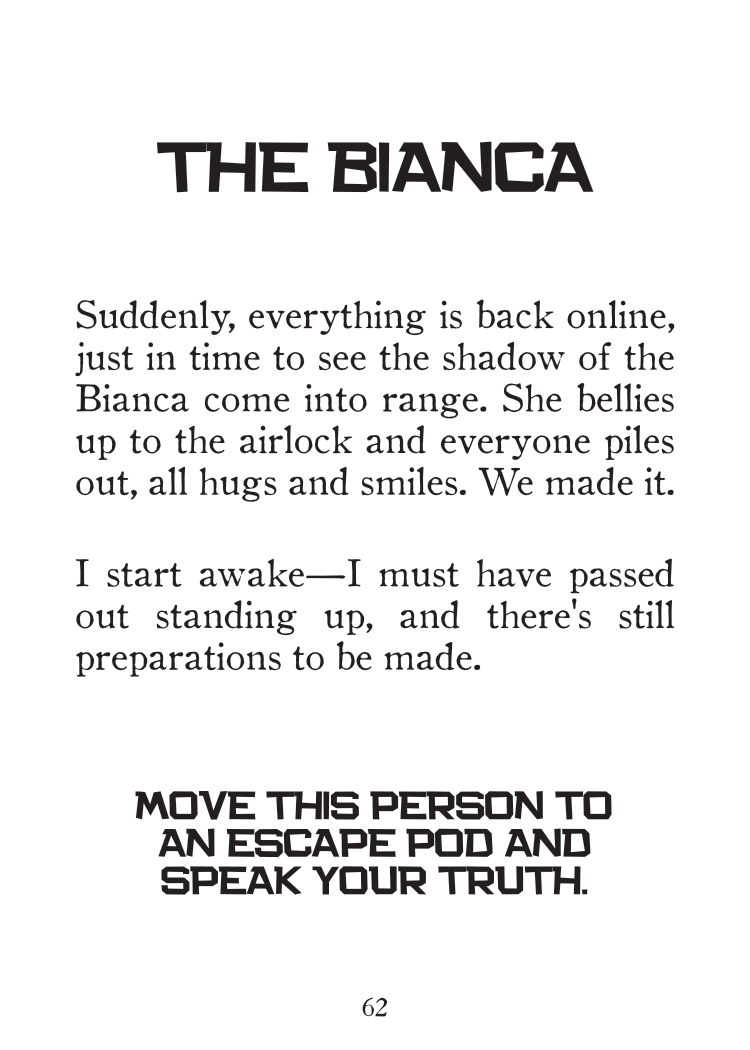 THE BIANCA
Suddenly, everything is back online,
just in time to see the shadow of the
Bianca come into range. She bellies
up to the airlock and everyone piles
out, all hugs and smiles. We made it.
I start awake—I must have passed
out standing up, and there's still
preparations to be made.
MOVE THIS PERSON TO
AN ESCAPE POD AND
SPEAK YOUR TRUTH.
62